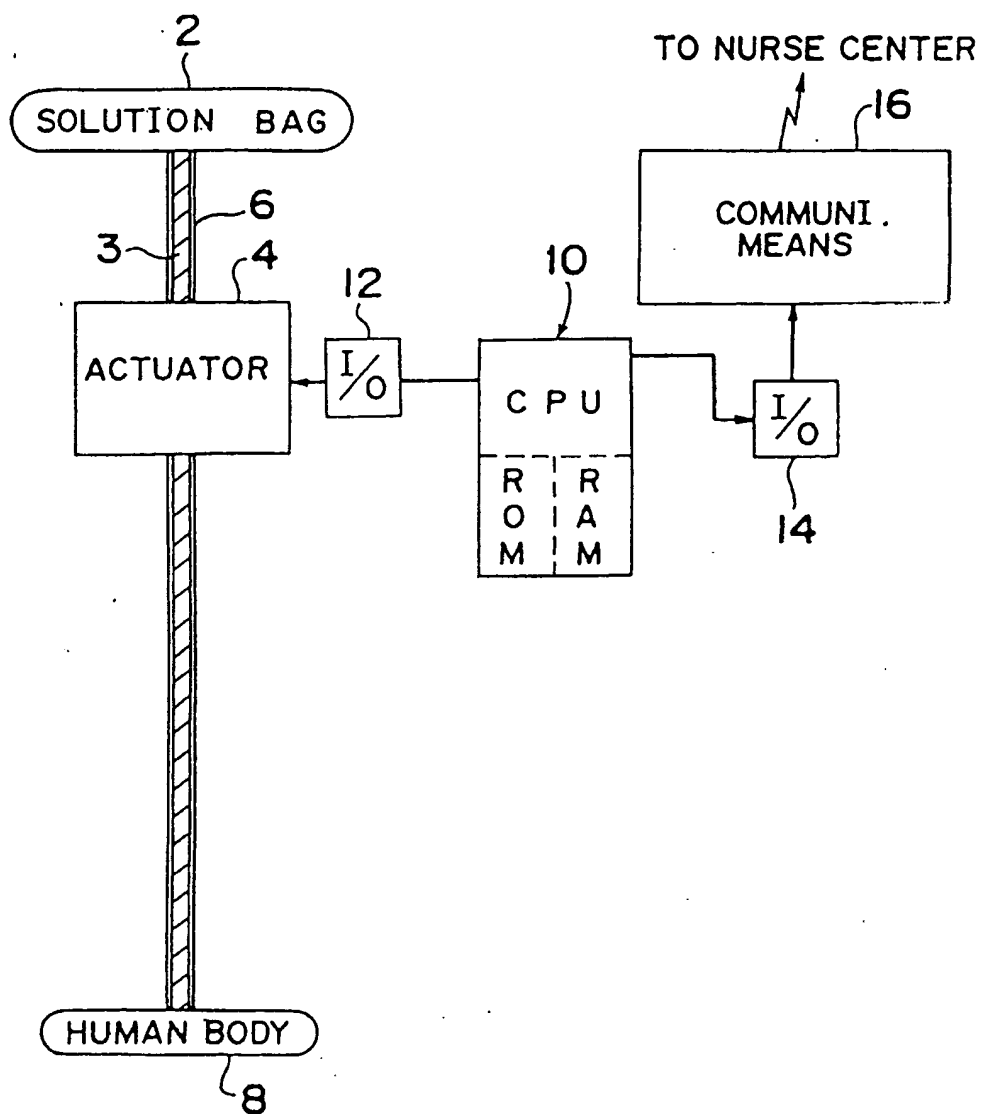 2
TO NURSE CENTER
SOLUTION BAG
16
6
COMMUNI.
MEANS
3
4
12
10
ACTUATOR
I/O
CPU
I/O
ROM
RAM
14
HUMAN BODY
8